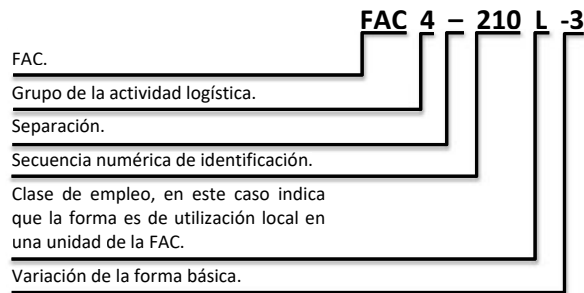 FAC 4 – 210 L -3
FAC.
Grupo de la actividad logística.
Separación.
Secuencia numérica de identificación.
Clase de empleo, en este caso indica
que la forma es de utilización local en
una unidad de la FAC.
Variación de la forma básica.